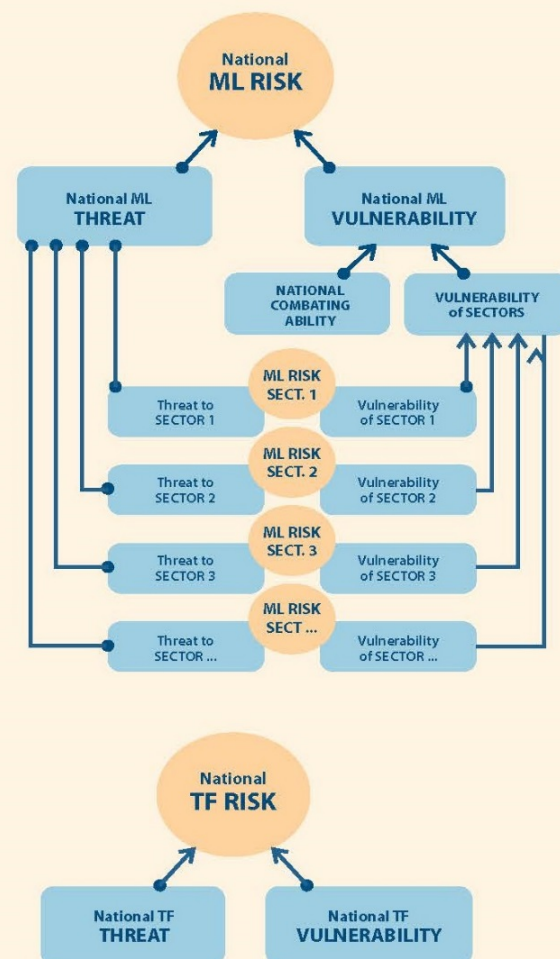 National
ML RISK
National ML
THREAT
National ML
VULNERABILITY
NATIONAL
COMBATING
ABILITY
VULNERABILITY
of SECTORS
ML RISK
SECT. 1
Threat to
SECTOR 1
Vulnerability
of SECTOR 1
ML RISK
SECT. 2
Threat to
SECTOR 2
Vulnerability
of SECTOR 2
ML RISK
SECT. 3
Threat to
SECTOR 3
Vulnerability
of SECTOR 3
ML RISK
SECT ...
Threat to
SECTOR ...
Vulnerability
of SECTOR ...
National
TF RISK
National TF
THREAT
National TF
VULNERABILITY